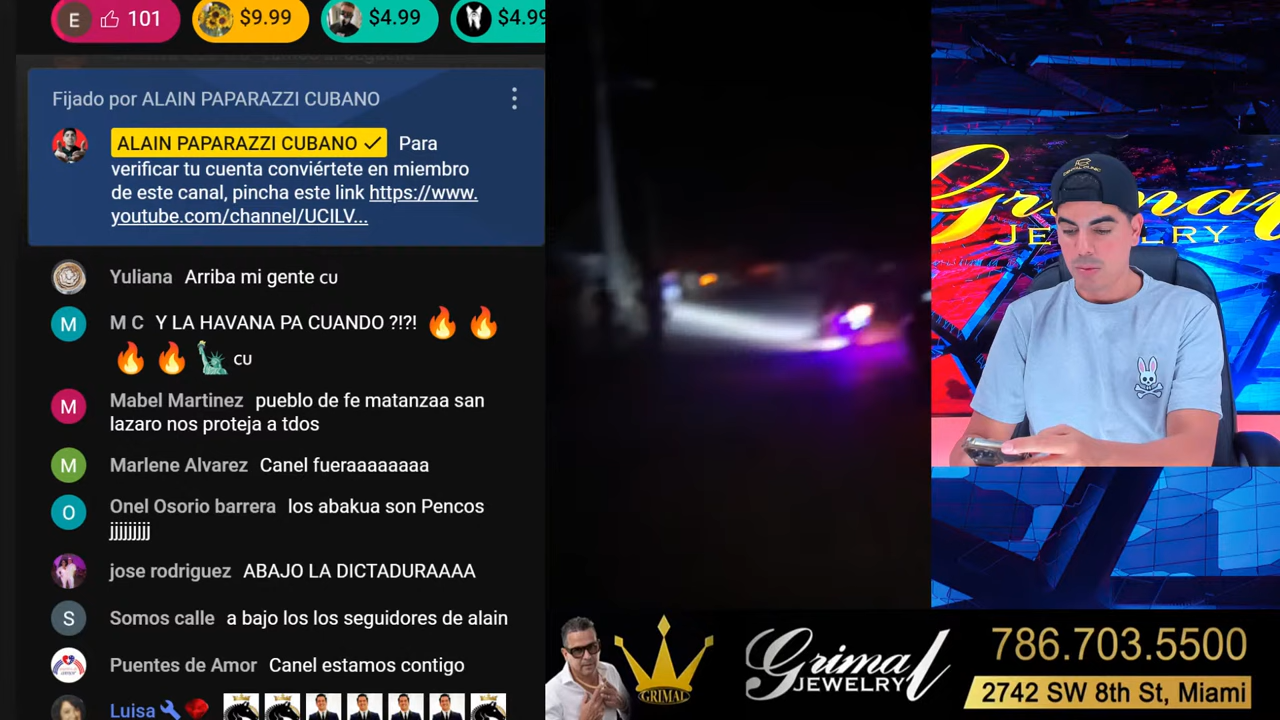 E 101 $9.99 $4.99 $4.99
Fijado por ALAIN PAPARAZZI CUBANO
ALAIN PAPARAZZI CUBANO Para
verificar tu cuenta conviértete en miembro
de este canal, pincha este link https://www.
youtube.com/channel/UCILV...
Yuliana Arriba mi gente CU
M
M C Y LA HAVANA PA CUANDO ?!?! 🔥 🔥
🔥 🔥 🗽 CU
M
Mabel Martinez pueblo de fe matanzaa san
lazaro nos proteja a tdos
M
Marlene Alvarez Canel fueraaaaaaa
O
Onel Osorio barrera los abakua son Pencos
jjjjjjjjj
jose rodriguez ABAJO LA DICTADURAAAA
S
Somos calle a bajo los los seguidores de alain
Puentes de Amor Canel estamos contigo
Luisa
Grimal
JEWELRY
GRIMAL
Grimal
JEWELRY
786.703.5500
2742 SW 8th St, Miami